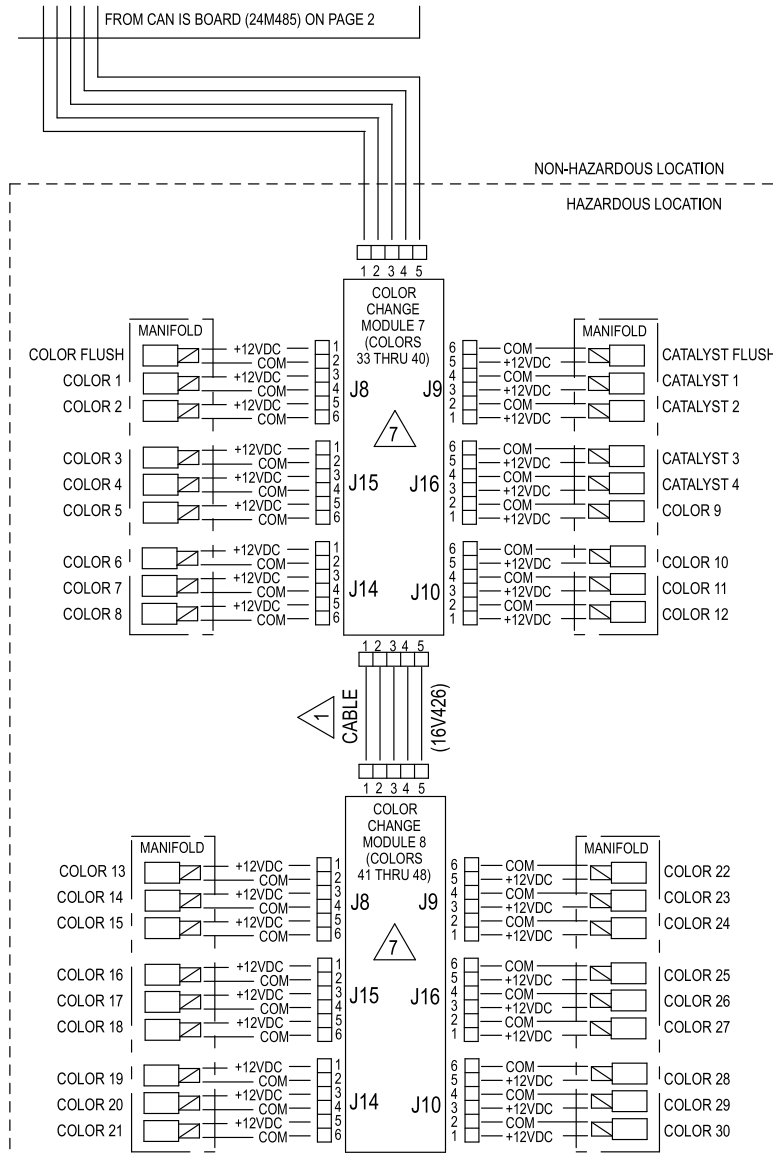 FROM CAN IS BOARD (24M485) ON PAGE 2
NON-HAZARDOUS LOCATION
HAZARDOUS LOCATION
1 2 3 4 5
COLOR
CHANGE
MODULE 7
(COLORS
33 THRU 40)
MANIFOLD
MANIFOLD
COLOR FLUSH +12VDC 1 6 COM CATALYST FLUSH
COM 2 5 +12VDC
COLOR 1 +12VDC 3 4 COM CATALYST 1
COM 4 J8 J9 3 +12VDC
COLOR 2 +12VDC 5 2 COM CATALYST 2
COM 6 1 +12VDC
7
COLOR 3 +12VDC 1 6 COM CATALYST 3
COM 2 5 +12VDC
COLOR 4 +12VDC 3 J15 J16 4 COM CATALYST 4
COM 4 3 +12VDC
COLOR 5 +12VDC 5 2 COM COLOR 9
COM 6 1 +12VDC
COLOR 6 +12VDC 1 6 COM COLOR 10
COM 2 5 +12VDC
COLOR 7 +12VDC 3 J14 J10 4 COM COLOR 11
COM 4 3 +12VDC
COLOR 8 +12VDC 5 2 COM COLOR 12
COM 6 1 +12VDC
1 2 3 4 5
1
CABLE
(16V426)
1 2 3 4 5
COLOR
CHANGE
MODULE 8
(COLORS
41 THRU 48)
MANIFOLD
MANIFOLD
COLOR 13 +12VDC 1 6 COM COLOR 22
COM 2 5 +12VDC
COLOR 14 +12VDC 3 4 COM COLOR 23
COM 4 J8 J9 3 +12VDC
COLOR 15 +12VDC 5 2 COM COLOR 24
COM 6 1 +12VDC
7
COLOR 16 +12VDC 1 6 COM COLOR 25
COM 2 5 +12VDC
COLOR 17 +12VDC 3 J15 J16 4 COM COLOR 26
COM 4 3 +12VDC
COLOR 18 +12VDC 5 2 COM COLOR 27
COM 6 1 +12VDC
COLOR 19 +12VDC 1 6 COM COLOR 28
COM 2 5 +12VDC
COLOR 20 +12VDC 3 J14 J10 4 COM COLOR 29
COM 4 3 +12VDC
COLOR 21 +12VDC 5 2 COM COLOR 30
COM 6 1 +12VDC